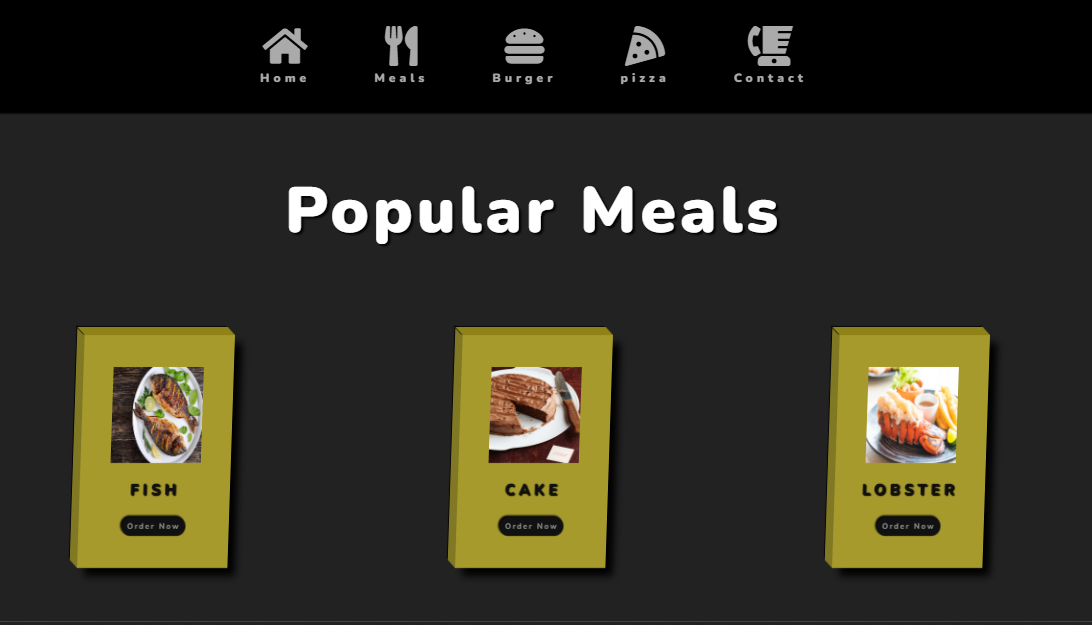 Home Meals Burger pizza Contact
Popular Meals
FISH CAKE LOBSTER
Order Now Order Now Order Now